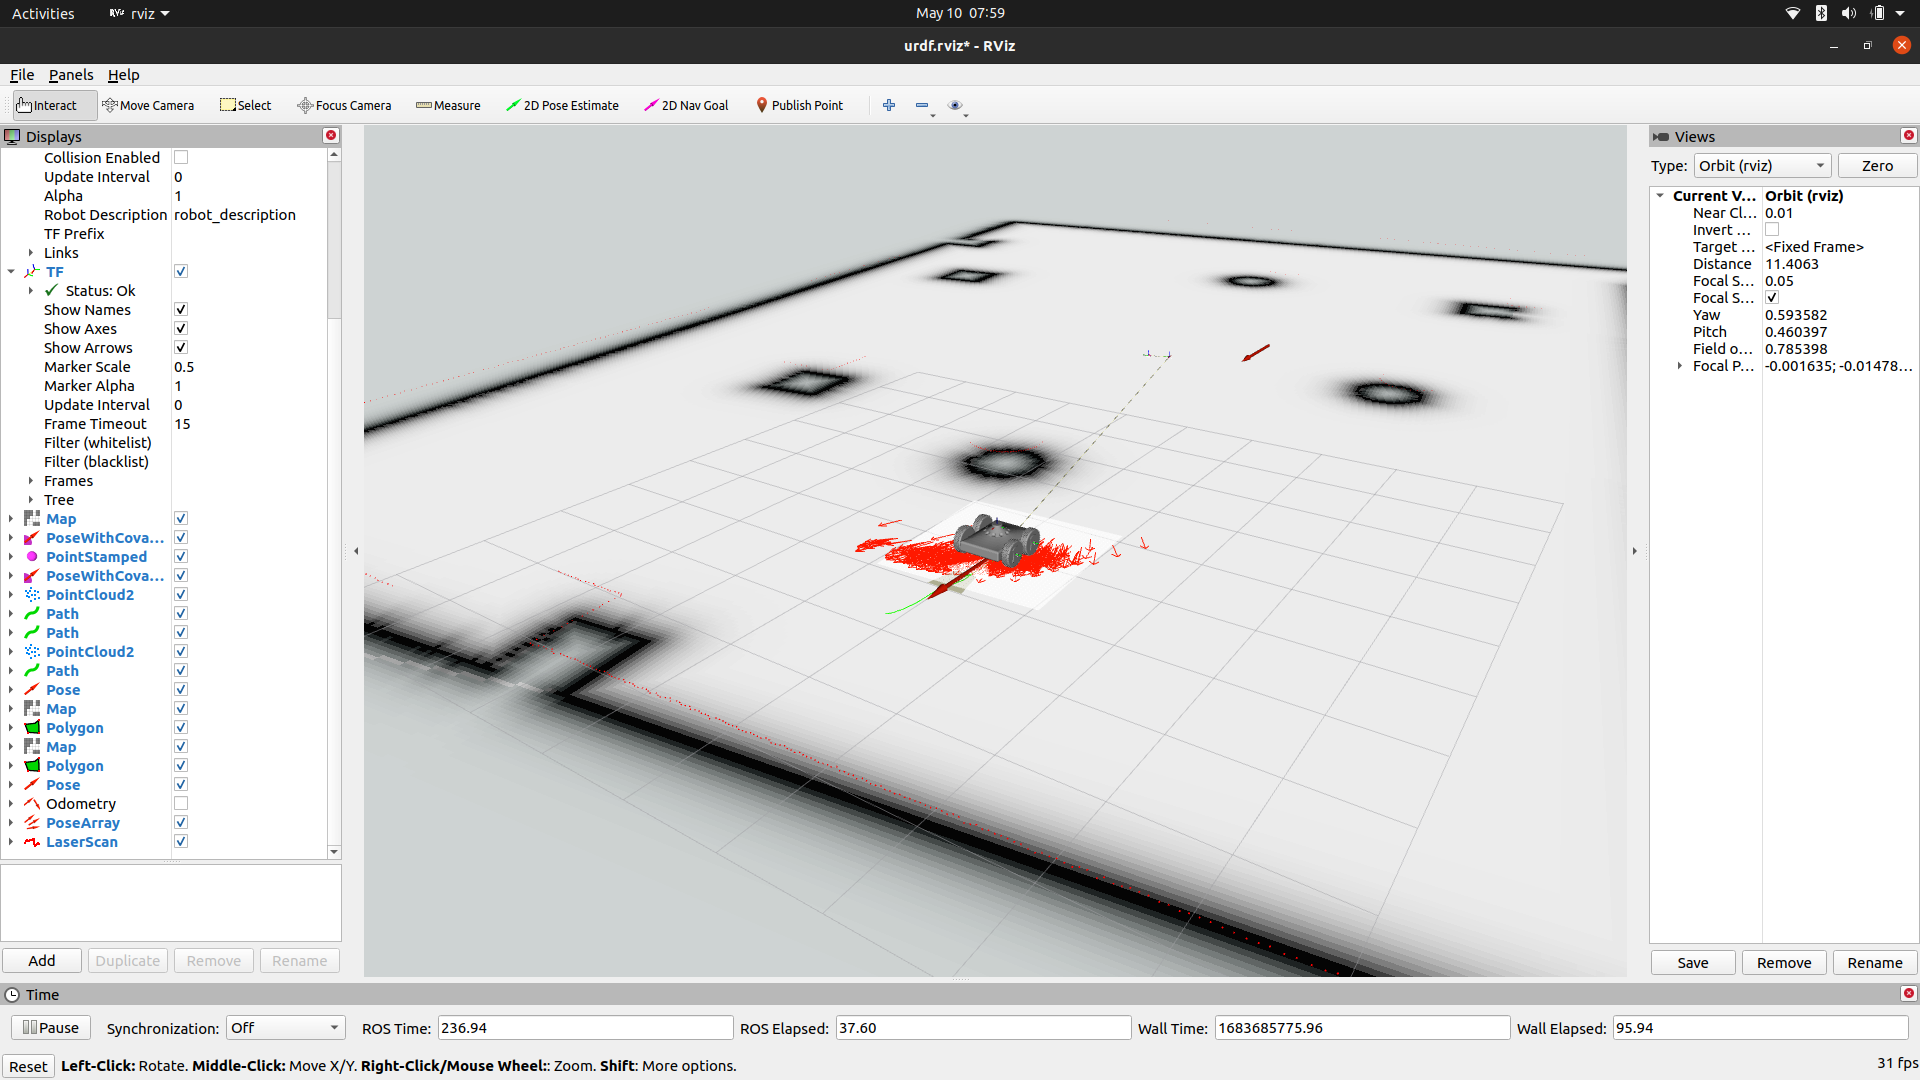 Activities RViz rviz May 10 07:59
urdf.rviz* - RViz
File Panels Help
Interact Move Camera Select Focus Camera Measure 2D Pose Estimate 2D Nav Goal Publish Point
Displays
Collision Enabled
Update Interval 0
Alpha 1
Robot Description robot_description
TF Prefix
Links
TF
Status: Ok
Show Names
Show Axes
Show Arrows
Marker Scale 0.5
Marker Alpha 1
Update Interval 0
Frame Timeout 15
Filter (whitelist)
Filter (blacklist)
Frames
Tree
Map
PoseWithCova...
PointStamped
PoseWithCova...
PointCloud2
Path
Path
PointCloud2
Path
Pose
Map
Polygon
Map
Polygon
Pose
Odometry
PoseArray
LaserScan
Add Duplicate Remove Rename
Views
Type: Orbit (rviz) Zero
Current V... Orbit (rviz)
Near Cl... 0.01
Invert ...
Target ... <Fixed Frame>
Distance 11.4063
Focal S... 0.05
Focal S...
Yaw 0.593582
Pitch 0.460397
Field o... 0.785398
Focal P... -0.001635; -0.01478...
Save Remove Rename
Time
Pause Synchronization: Off ROS Time: 236.94 ROS Elapsed: 37.60 Wall Time: 1683685775.96 Wall Elapsed: 95.94
Reset Left-Click: Rotate. Middle-Click: Move X/Y. Right-Click/Mouse Wheel:: Zoom. Shift: More options. 31 fps